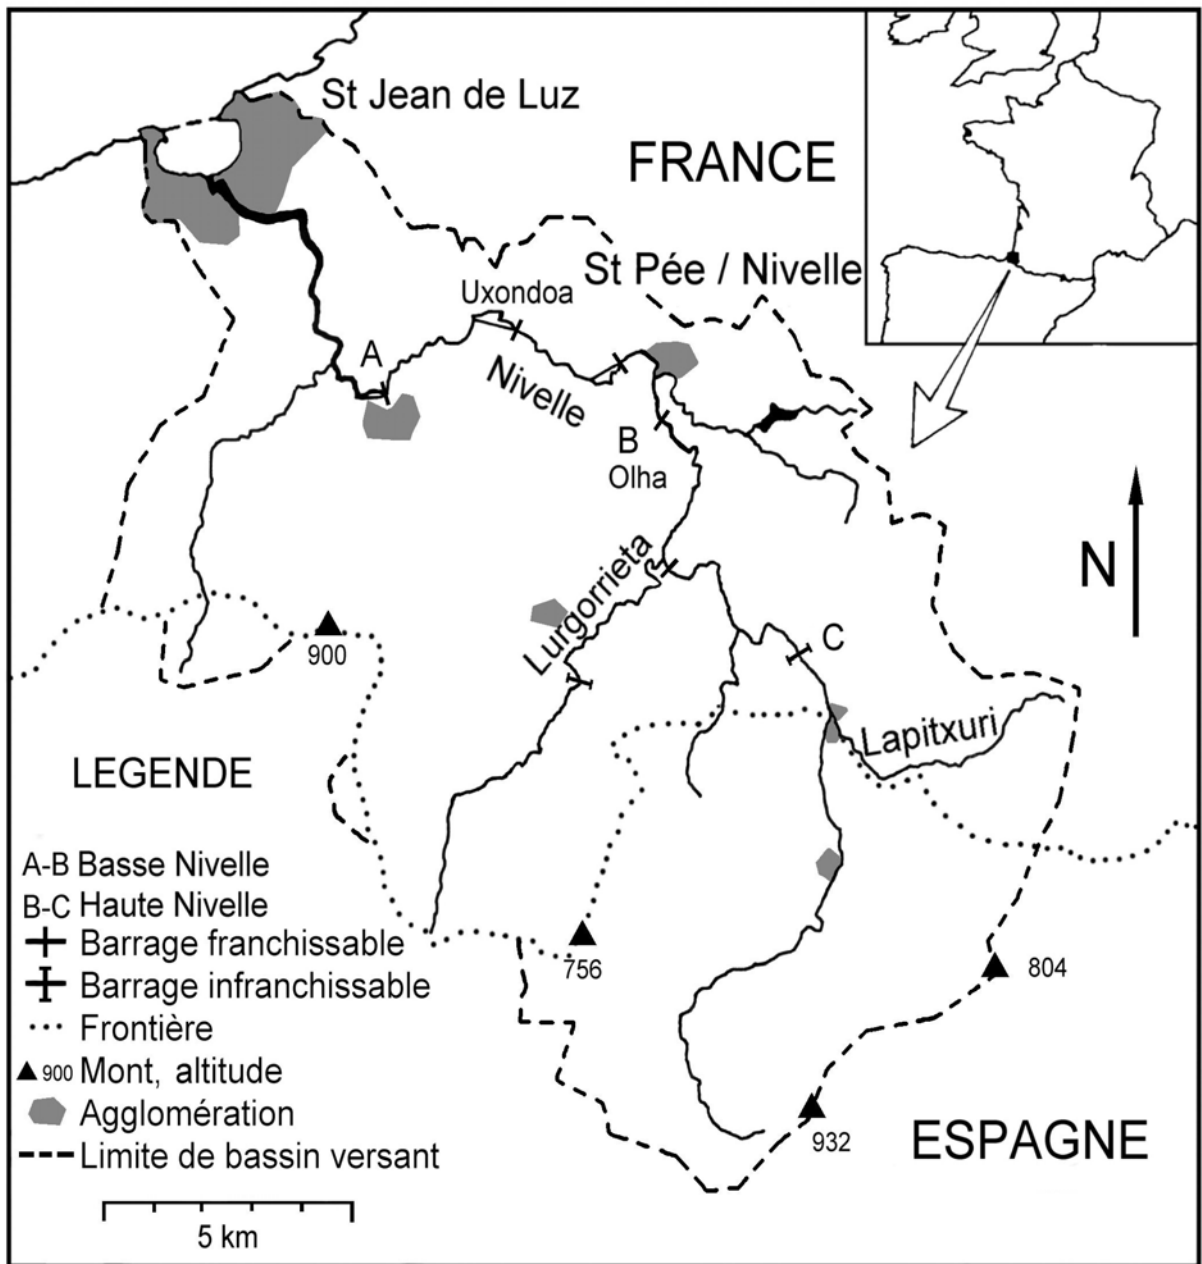 St Jean de Luz
FRANCE
St Pée / Nivelle
Uxondoa
A
Nivelle
B
Olha
N
Lurgorrieta
C
900
Lapitxuri
LEGENDE
A-B Basse Nivelle
B-C Haute Nivelle
Barrage franchissable
Barrage infranchissable
Frontière
900 Mont, altitude
Agglomération
Limite de bassin versant
5 km
756
804
932
ESPAGNE